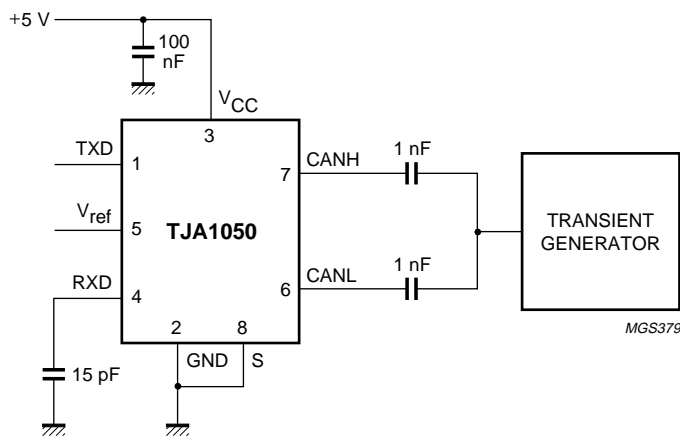 +5 V
100
nF
VCC
3
TXD
1
7
CANH
1 nF
Vref
5
TJA1050
TRANSIENT
GENERATOR
RXD
4
6
CANL
1 nF
2
8
GND
S
15 pF
MGS379